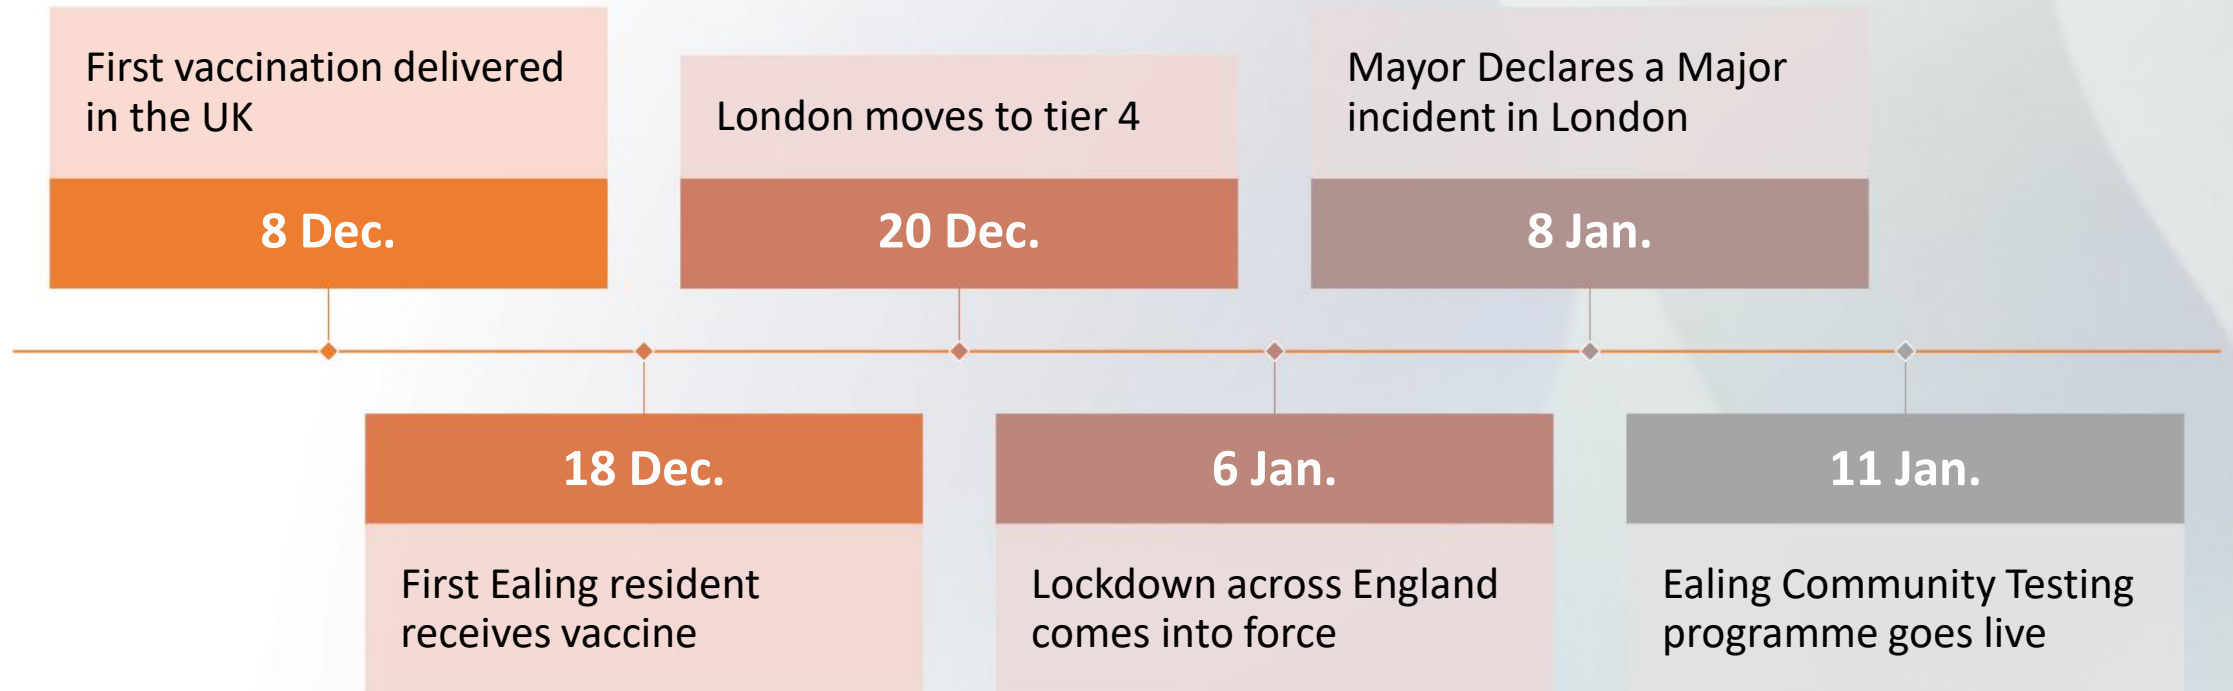 First vaccination delivered
in the UK
8 Dec.
18 Dec.
First Ealing resident
receives vaccine
London moves to tier 4
20 Dec.
6 Jan.
Lockdown across England
comes into force
Mayor Declares a Major
incident in London
8 Jan.
11 Jan.
Ealing Community Testing
programme goes live